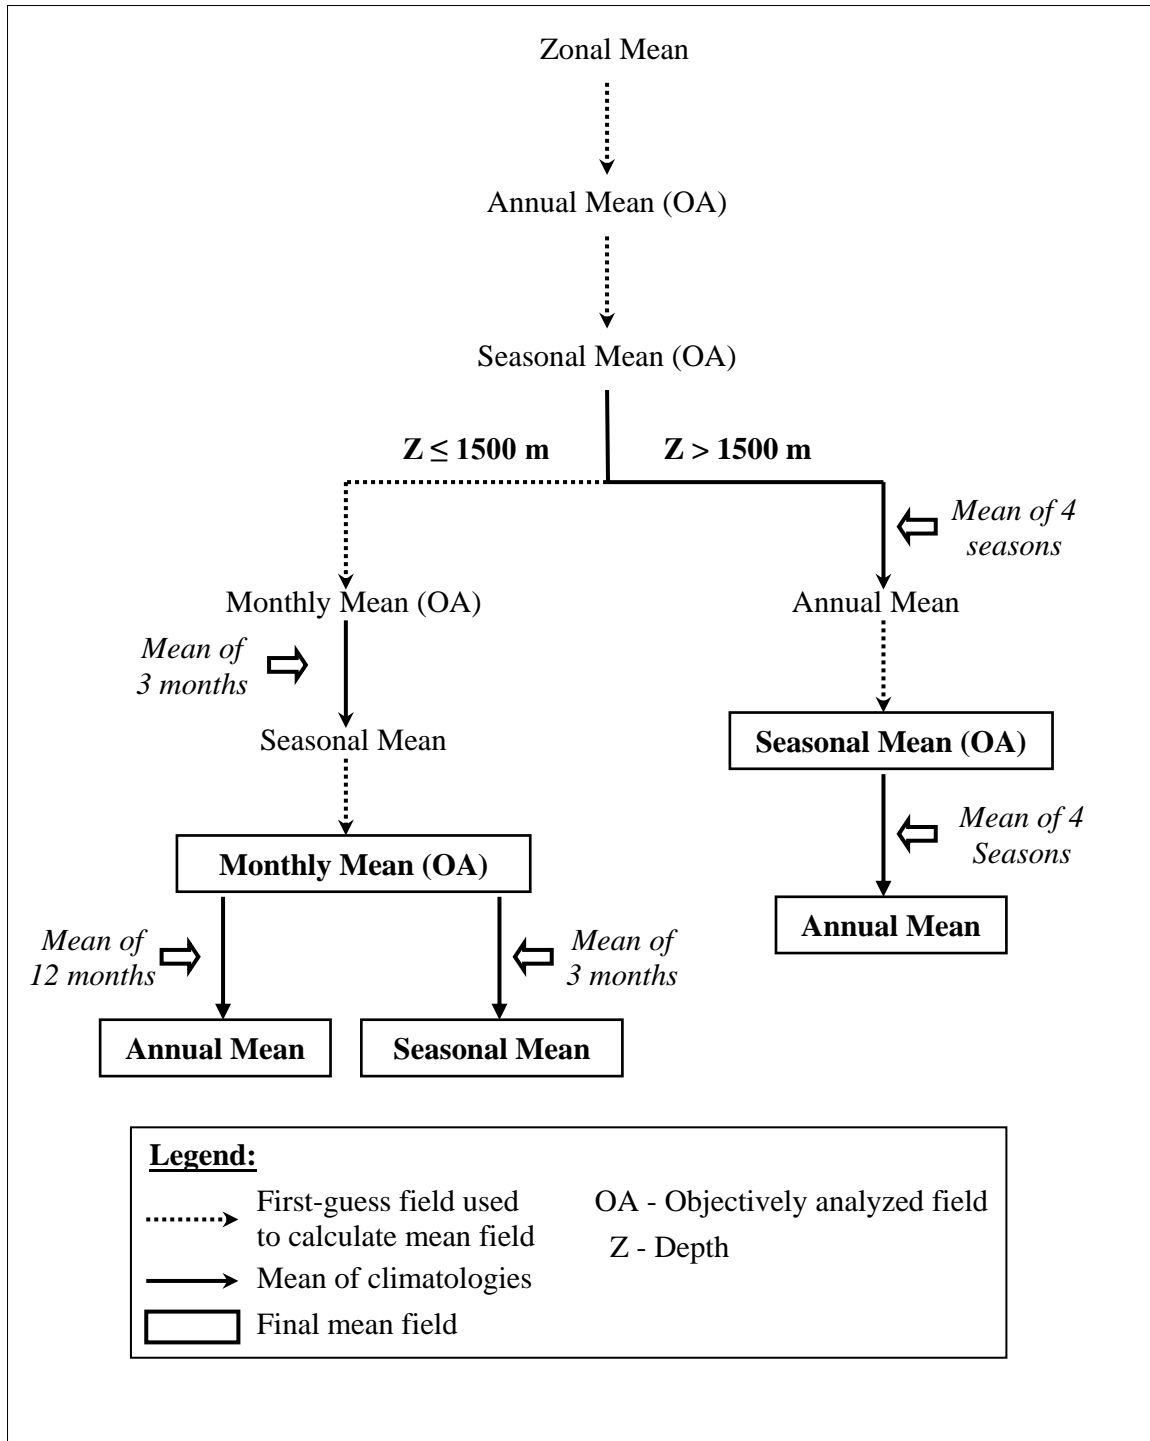 Zonal Mean
Annual Mean (OA)
Seasonal Mean (OA)
Z ≤ 1500 m
Z > 1500 m
Mean of 4
seasons
Monthly Mean (OA)
Annual Mean
Mean of
3 months
Seasonal Mean
Seasonal Mean (OA)
Mean of 4
Seasons
Monthly Mean (OA)
Annual Mean
Mean of
12 months
Mean of
3 months
Annual Mean
Seasonal Mean
Legend:
First-guess field used
to calculate mean field
Mean of climatologies
Final mean field
OA - Objectively analyzed field
Z - Depth